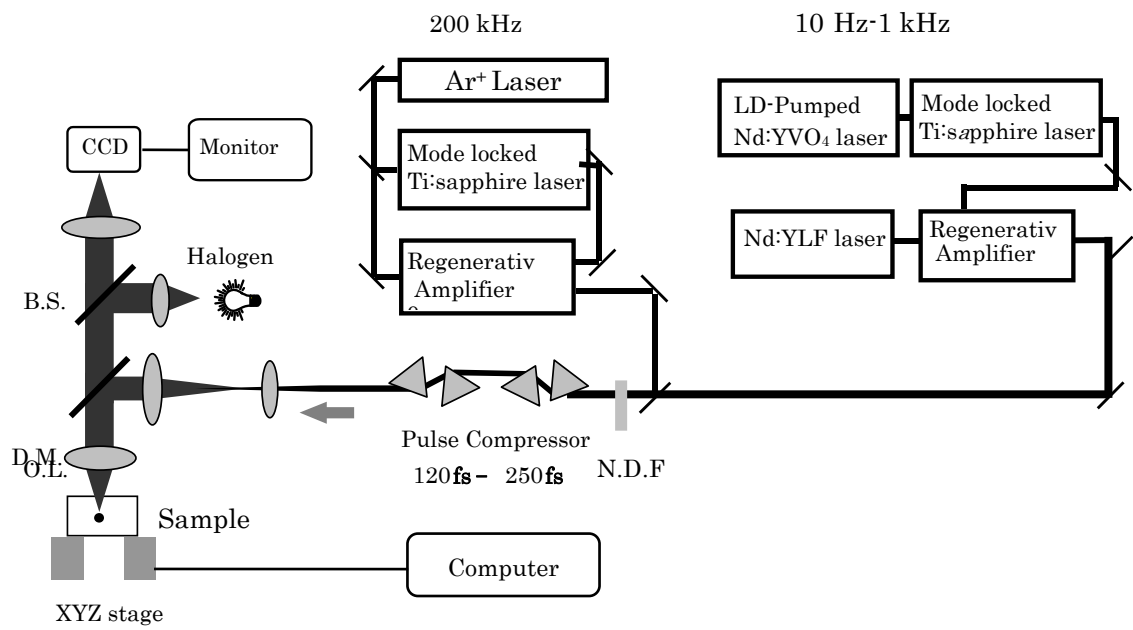 200 kHz
10 Hz-1 kHz
Ar⁺ Laser
LD-Pumped
Nd:YVO₄ laser
Mode locked
Ti:sapphire laser
CCD
Monitor
Mode locked
Ti:sapphire laser
Nd:YLF laser
Regenerativ
Amplifier
Halogen
Regenerativ
Amplifier
B.S.
Pulse Compressor
120fs– 250fs
N.D.F
D.M.
O.L.
Sample
Computer
XYZ stage